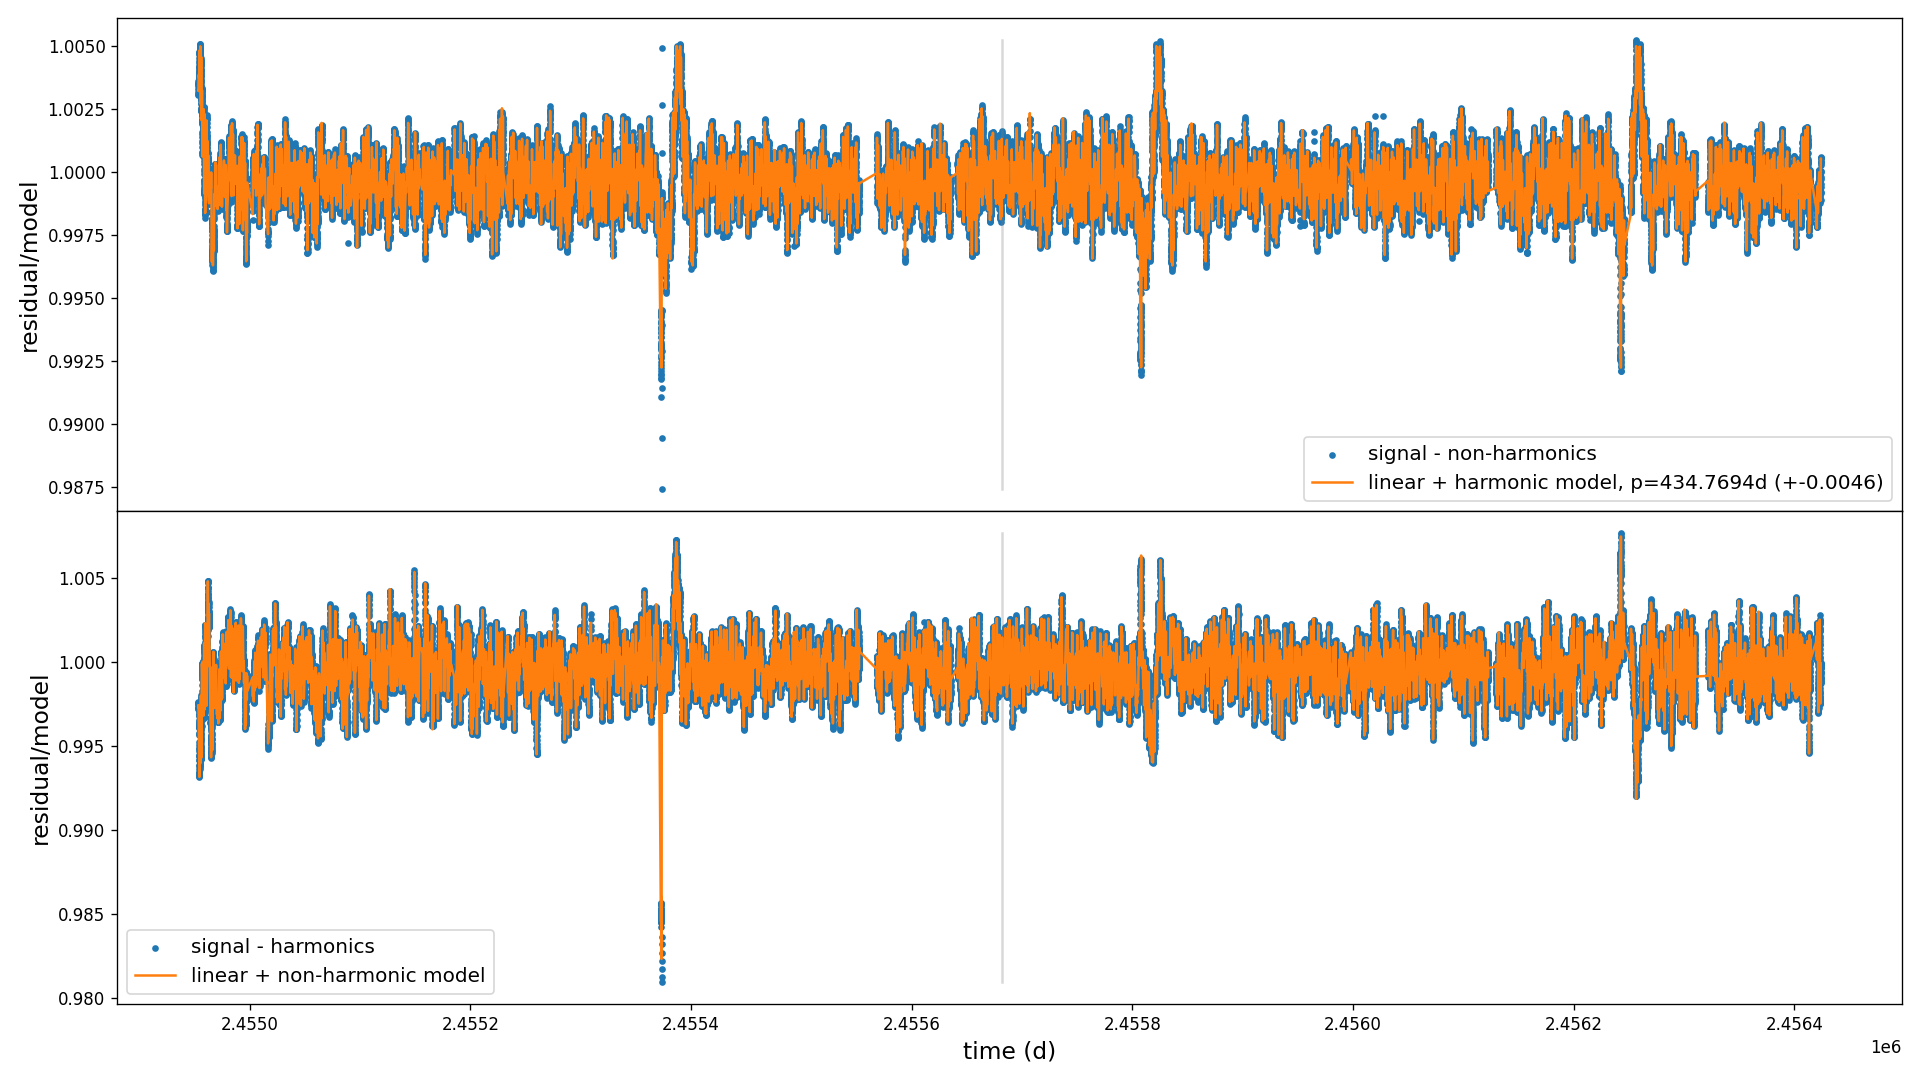 1.0050
1.0025
1.0000
0.9975
0.9950
0.9925
0.9900
0.9875
residual/model
signal - non-harmonics
linear + harmonic model, p=434.7694d (+-0.0046)
1.005
1.000
0.995
0.990
0.985
0.980
residual/model
signal - harmonics
linear + non-harmonic model
2.4550
2.4552
2.4554
2.4556
2.4558
2.4560
2.4562
2.4564
1e6
time (d)